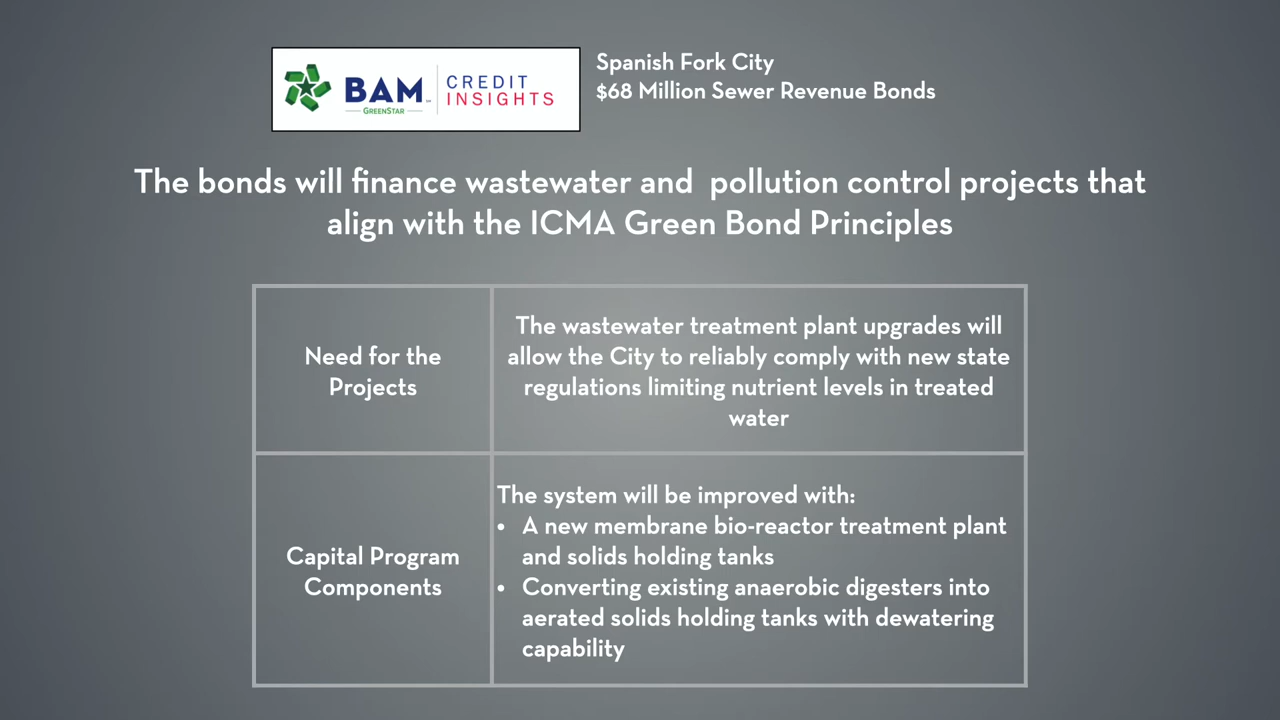 BAM
GREENSTAR
CREDIT
INSIGHTS
Spanish Fork City
$68 Million Sewer Revenue Bonds
The bonds will finance wastewater and  pollution control projects that
align with the ICMA Green Bond Principles
Need for the
Projects
The wastewater treatment plant upgrades will
allow the City to reliably comply with new state
regulations limiting nutrient levels in treated
water
Capital Program
Components
The system will be improved with:
• A new membrane bio-reactor treatment plant
and solids holding tanks
• Converting existing anaerobic digesters into
aerated solids holding tanks with dewatering
capability